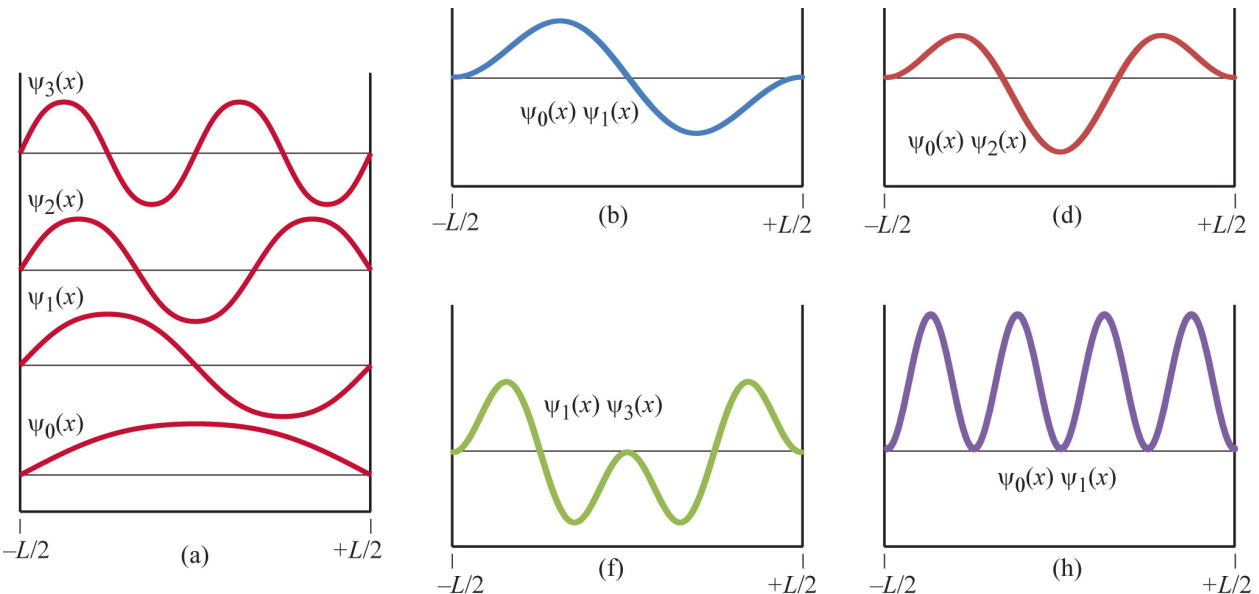 ψ₃(x)
ψ₂(x)
ψ₁(x)
ψ₀(x)
–L/2
+L/2
(a)
ψ₀(x) ψ₁(x)
–L/2
+L/2
(b)
ψ₀(x) ψ₂(x)
–L/2
+L/2
(d)
ψ₁(x) ψ₃(x)
–L/2
+L/2
(f)
ψ₀(x) ψ₁(x)
–L/2
+L/2
(h)